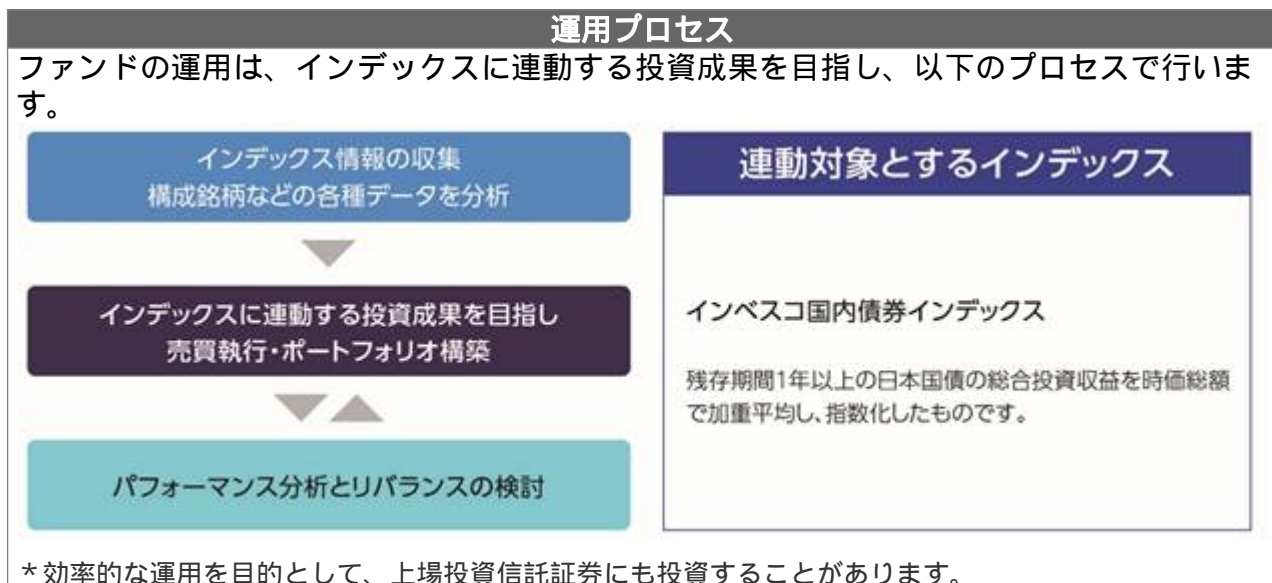 運用プロセス
ファンドの運用は、インデックスに連動する投資成果を目指し、以下のプロセスで行いま
す。
インデックス情報の収集
構成銘柄などの各種データを分析
インデックスに連動する投資成果を目指し
売買執行・ポートフォリオ構築
パフォーマンス分析とリバランスの検討
連動対象とするインデックス
インベスコ国内債券インデックス
残存期間1年以上の日本国債の総合投資収益を時価総額
で加重平均し、指数化したものです。
*効率的な運用を目的として、上場投資信託証券にも投資することがあります。